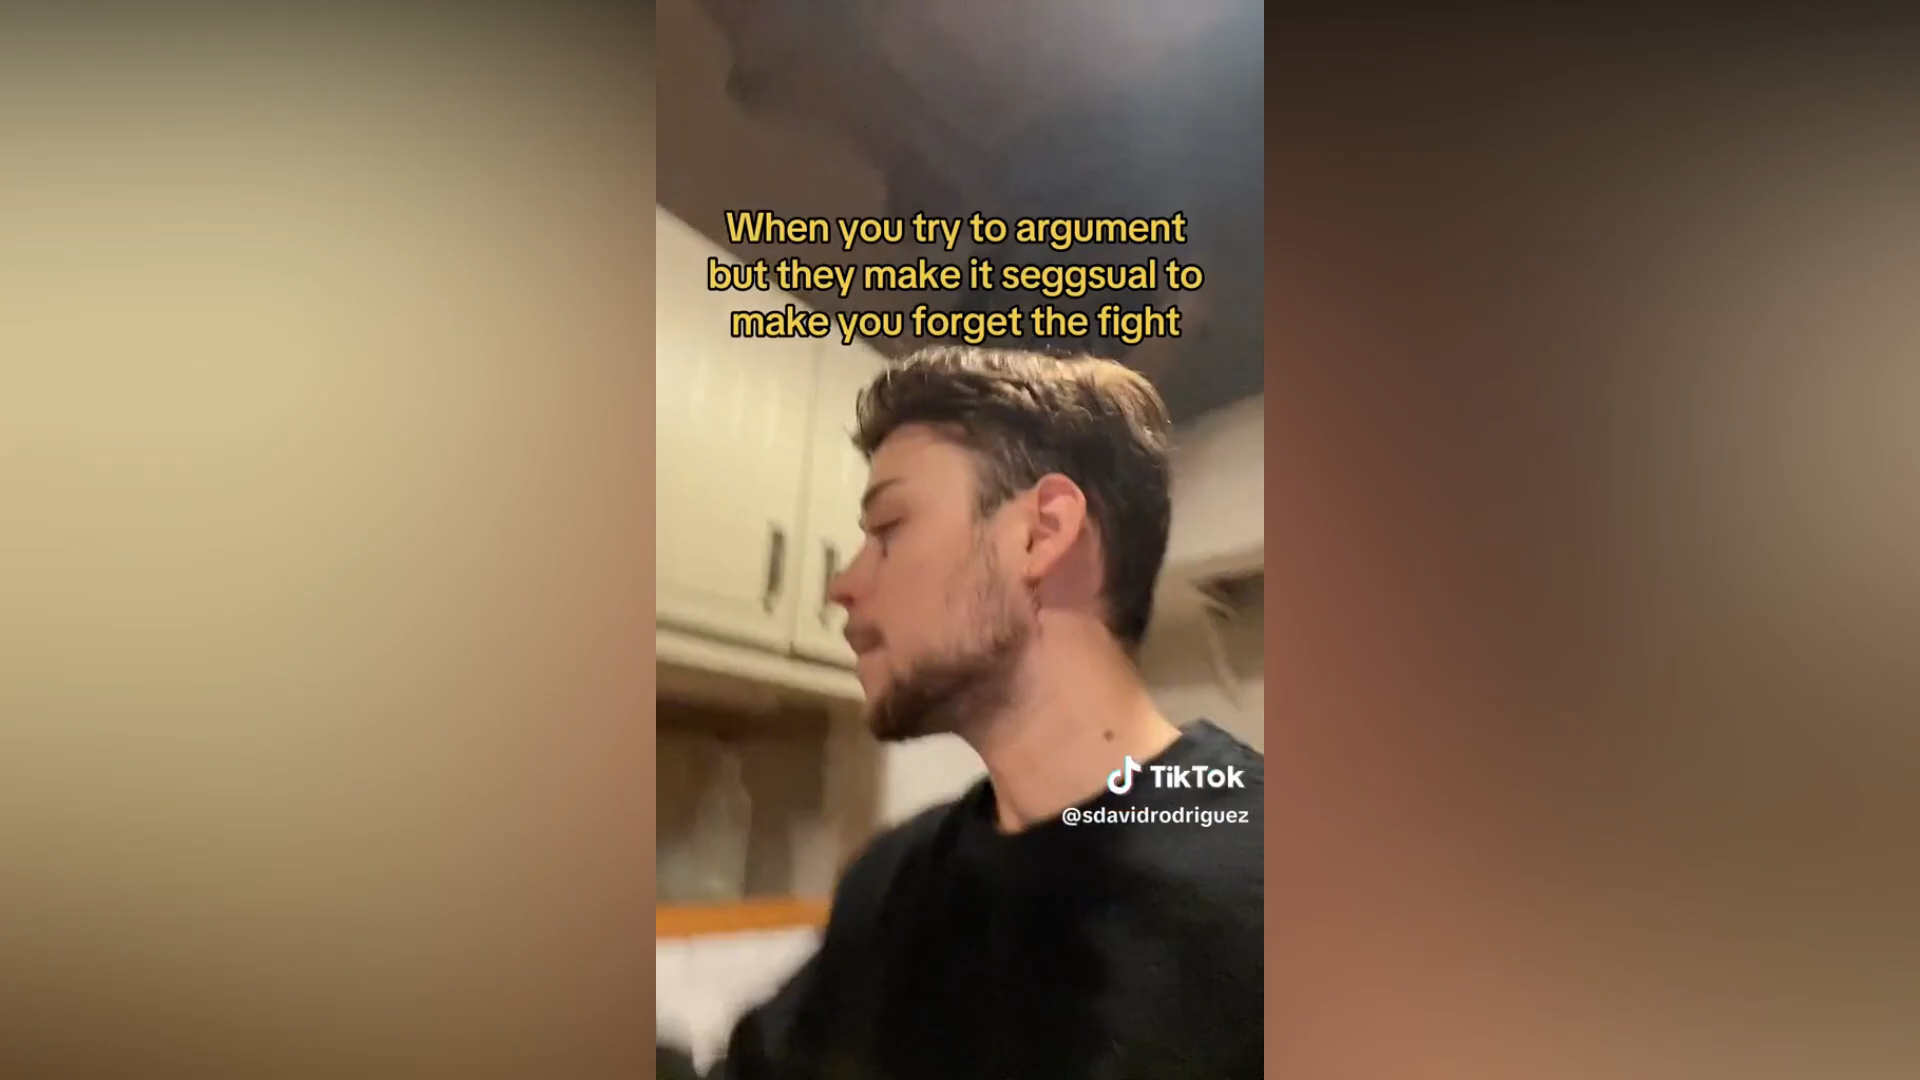 When you try to argument
but they make it seggsual to
make you forget the fight
TikTok
@sdavidrodriguez